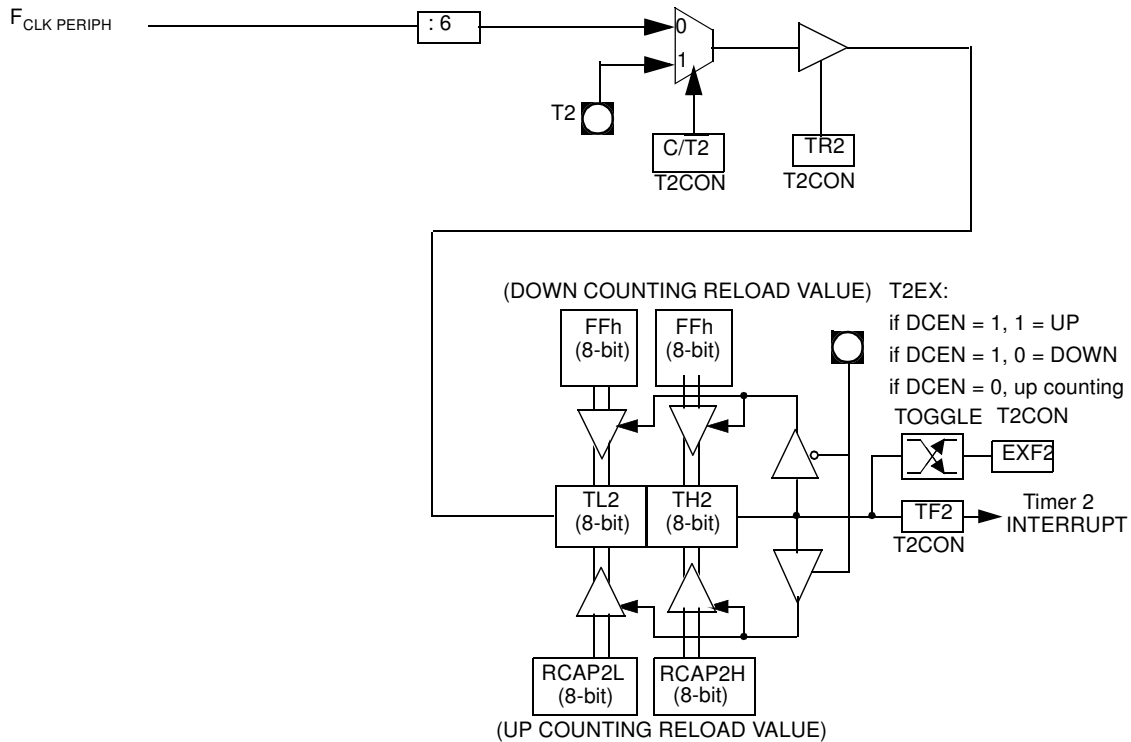 FCLK PERIPH
: 6
0
1
T2
C/T2
TR2
T2CON
T2CON
(DOWN COUNTING RELOAD VALUE)
T2EX:
if DCEN = 1, 1 = UP
if DCEN = 1, 0 = DOWN
if DCEN = 0, up counting
FFh
(8-bit)
FFh
(8-bit)
TOGGLE
T2CON
EXF2
TL2
(8-bit)
TH2
(8-bit)
TF2
T2CON
Timer 2
INTERRUPT
RCAP2L
(8-bit)
RCAP2H
(8-bit)
(UP COUNTING RELOAD VALUE)